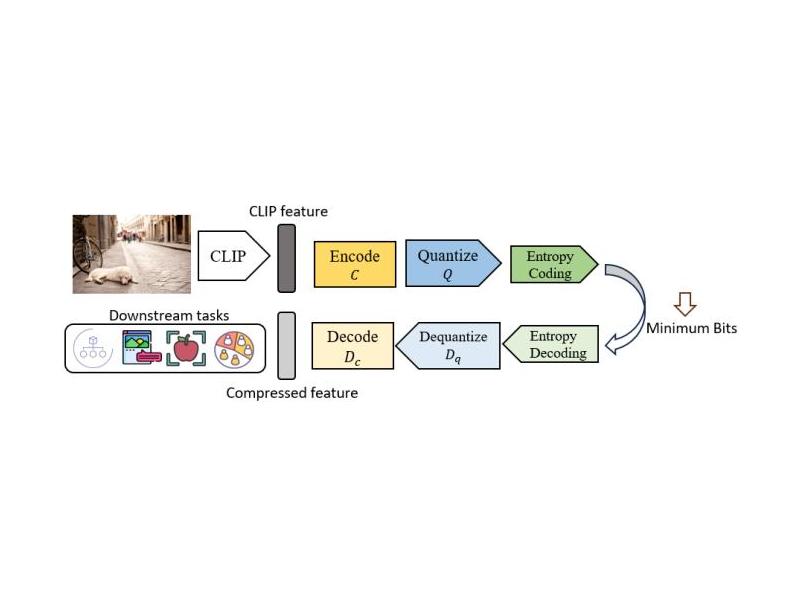 CLIP feature
CLIP
Encode
C
Quantize
Q
Entropy
Coding
Minimum Bits
Downstream tasks
Decode
D_c
Dequantize
D_q
Entropy
Decoding
Compressed feature